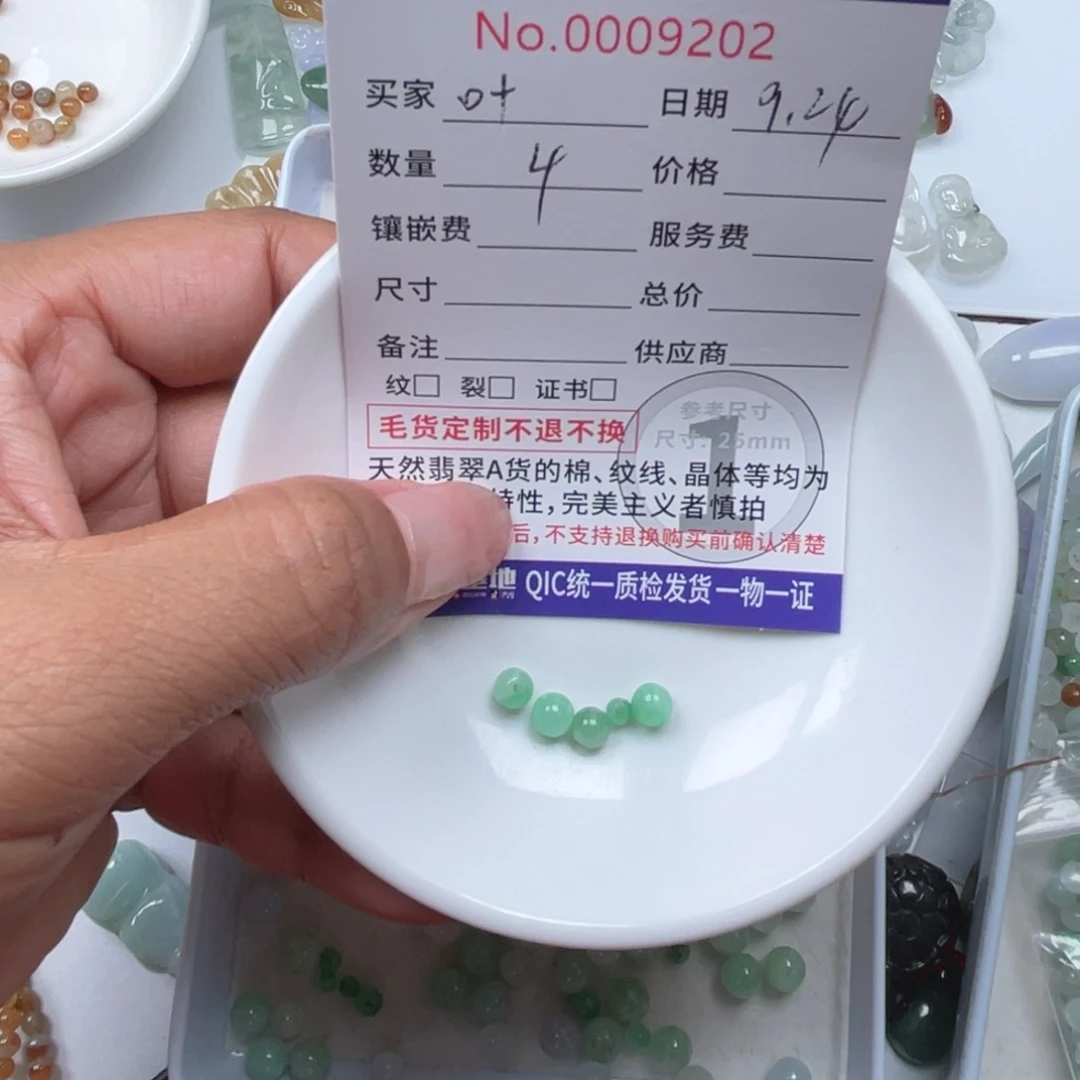 No.0009202
买家 日期 9.24
数量 4 价格
镶嵌费 服务费
尺寸 总价
备注 供应商
纹□ 裂□ 证书□
参考尺寸
毛货定制不退不换
尺寸: 26mm
1
天然翡翠A货的棉、纹线、晶体等均为
特性,完美主义者慎拍
后,不支持退换购买前确认清楚
基地 QIC统一质检发货一物一证